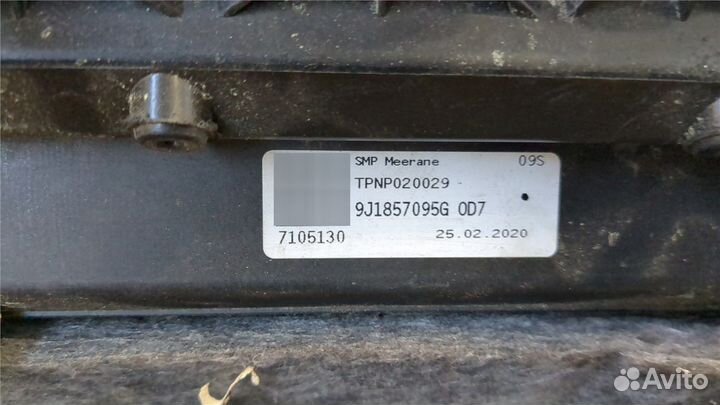 SMP Meerane 09S
TPNP020029
9J1857095G 0D7
7105130 25.02.2020
Avito